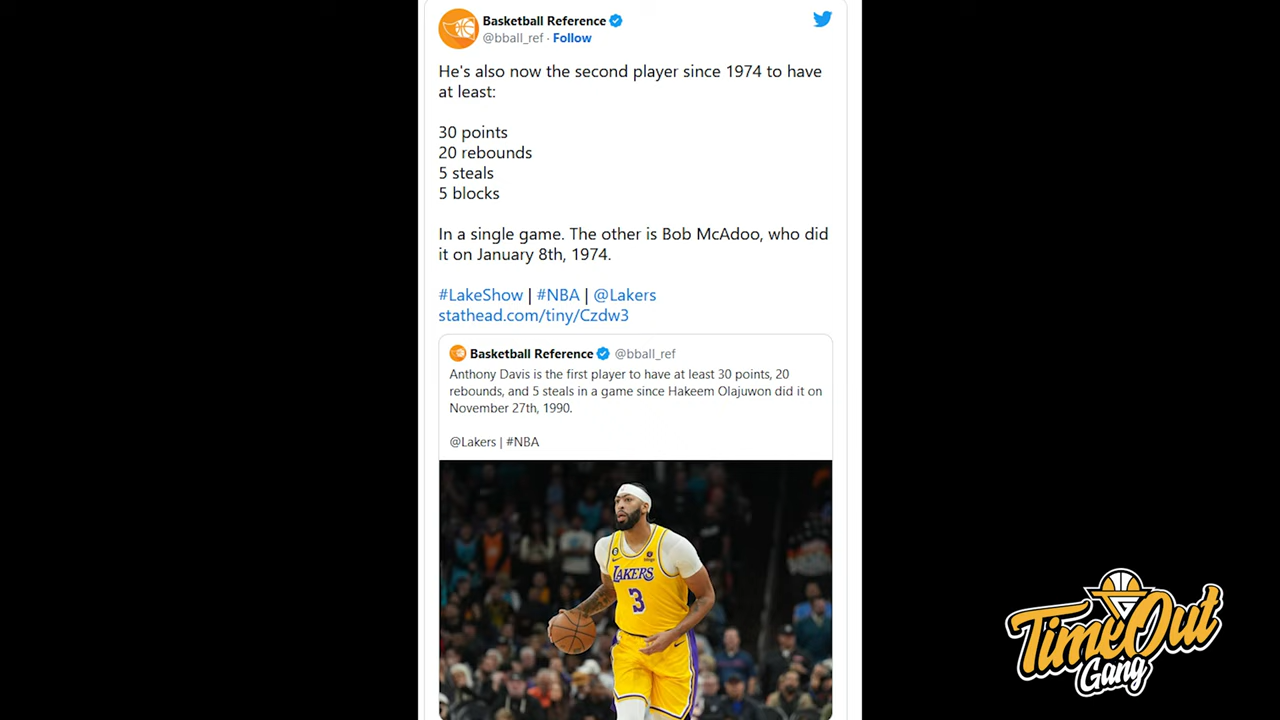 Basketball Reference
@bball_ref · Follow
He's also now the second player since 1974 to have
at least:
30 points
20 rebounds
5 steals
5 blocks
In a single game. The other is Bob McAdoo, who did
it on January 8th, 1974.
#LakeShow | #NBA | @Lakers
stathead.com/tiny/Czdw3
Basketball Reference @bball_ref
Anthony Davis is the first player to have at least 30 points, 20
rebounds, and 5 steals in a game since Hakeem Olajuwon did it on
November 27th, 1990.
@Lakers | #NBA
LAKERS
3
TimeOut
Gang